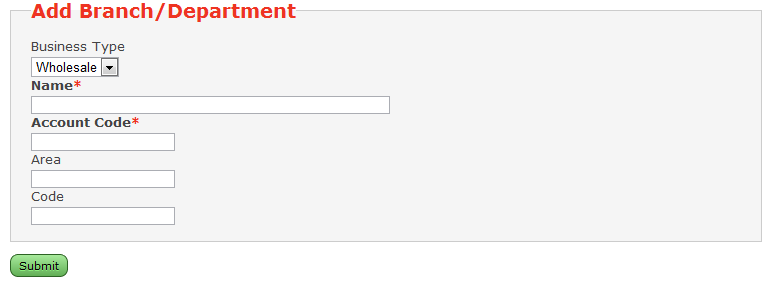 Add Branch/Department
Business Type
Wholesale
Name*
Account Code*
Area
Code
Submit